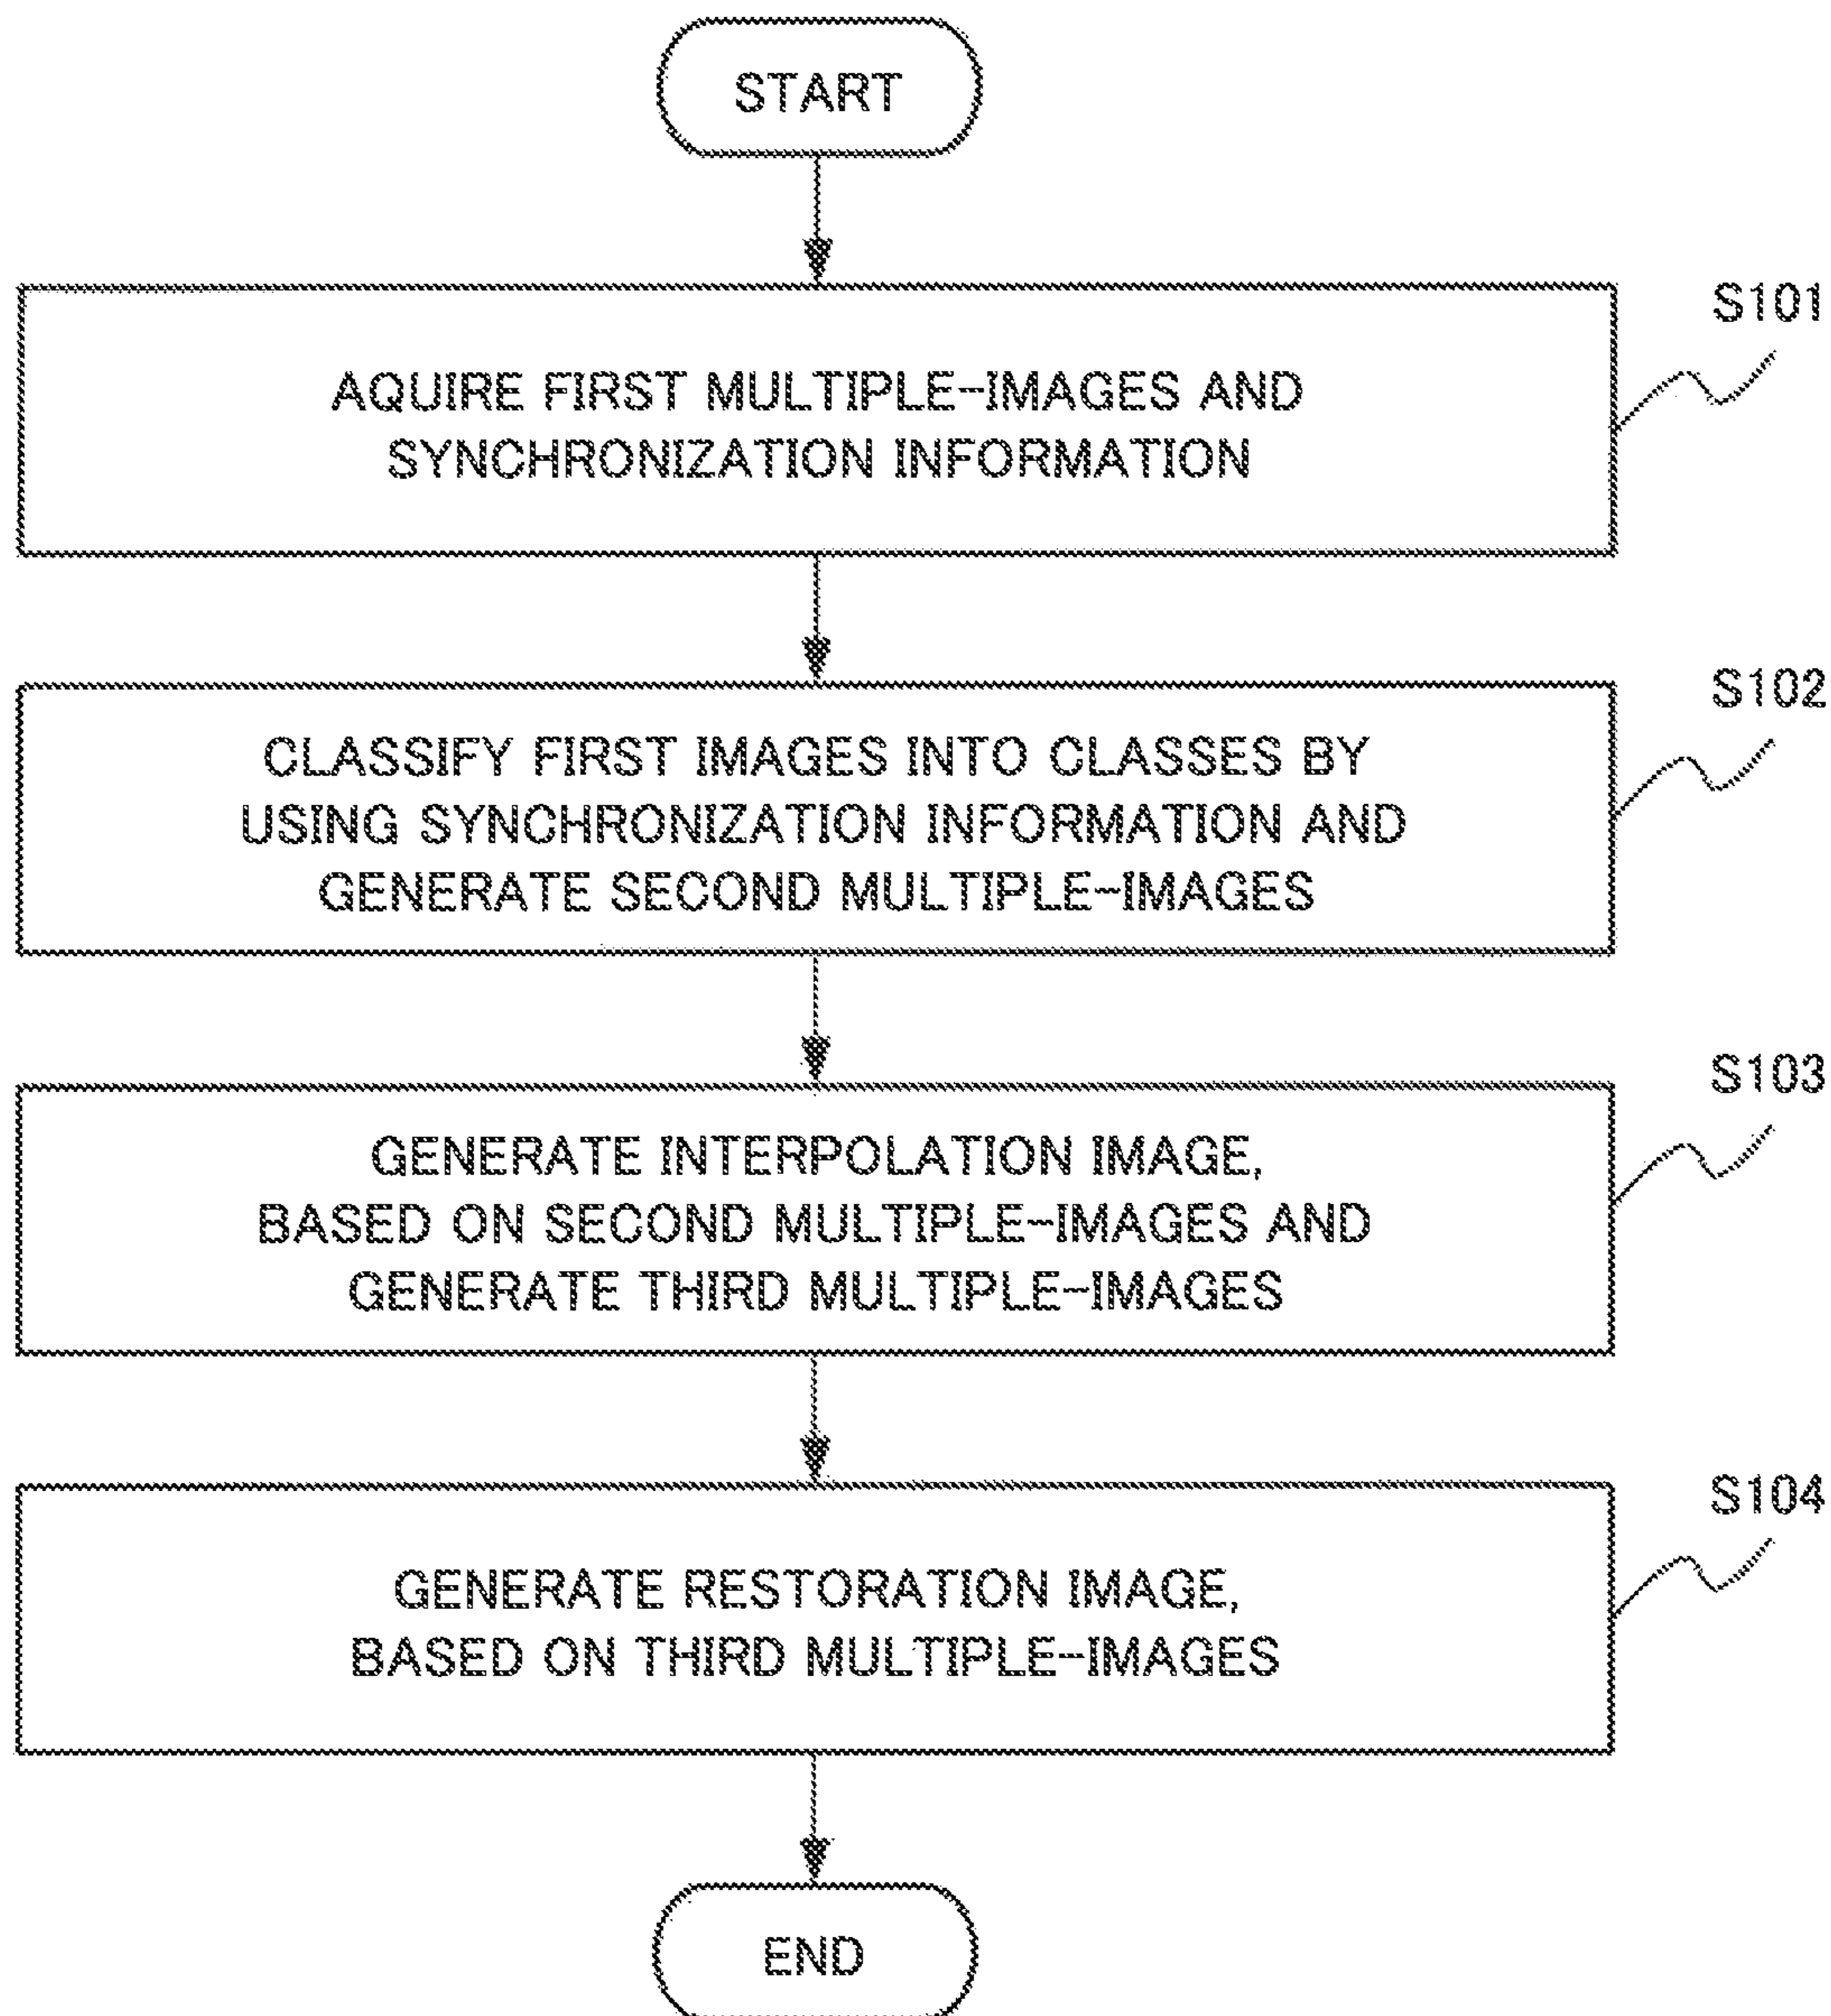 START
S101
AQUIRE FIRST MULTIPLE-IMAGES AND
SYNCHRONIZATION INFORMATION
S102
CLASSIFY FIRST IMAGES INTO CLASSES BY
USING SYNCHRONIZATION INFORMATION AND
GENERATE SECOND MULTIPLE-IMAGES
S103
GENERATE INTERPOLATION IMAGE,
BASED ON SECOND MULTIPLE-IMAGES AND
GENERATE THIRD MULTIPLE-IMAGES
S104
GENERATE RESTORATION IMAGE,
BASED ON THIRD MULTIPLE-IMAGES
END